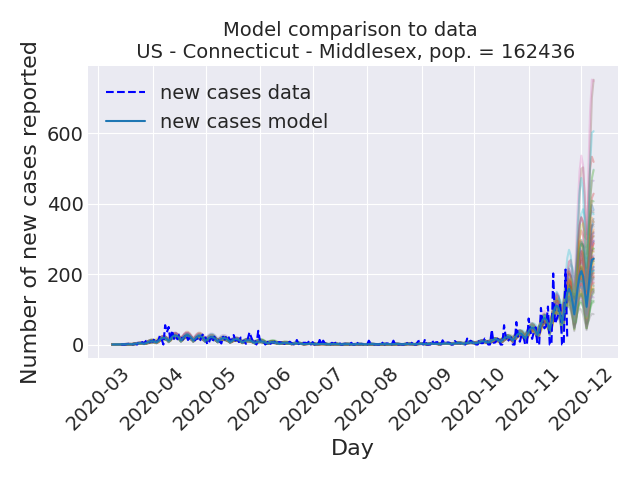 Model comparison to data
US - Connecticut - Middlesex, pop. = 162436
Number of new cases reported
new cases data
new cases model
600
400
200
0
2020-03
2020-04
2020-05
2020-06
2020-07
2020-08
2020-09
2020-10
2020-11
2020-12
Day